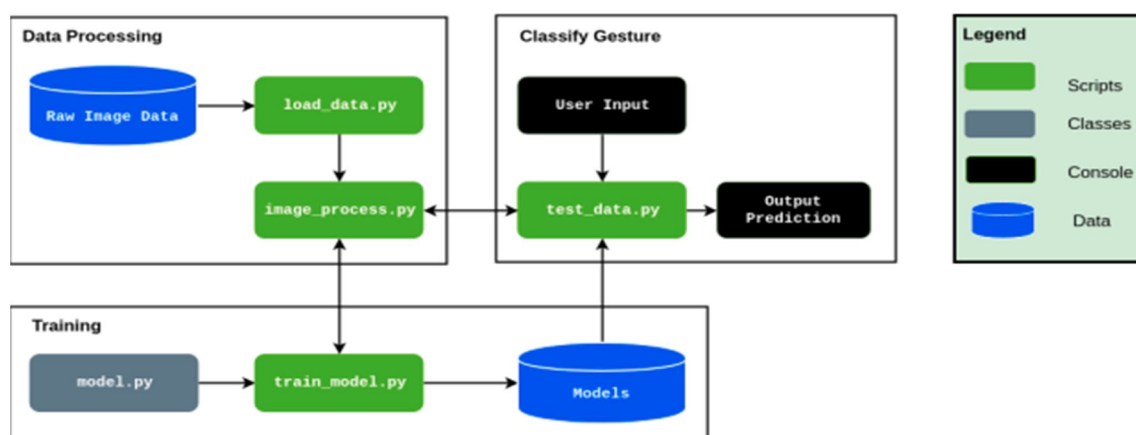 Data Processing
Raw Image Data
load_data.py
image_process.py
Classify Gesture
User Input
test_data.py
Output
Prediction
Legend
Scripts
Classes
Console
Data
Training
model.py
train_model.py
Models